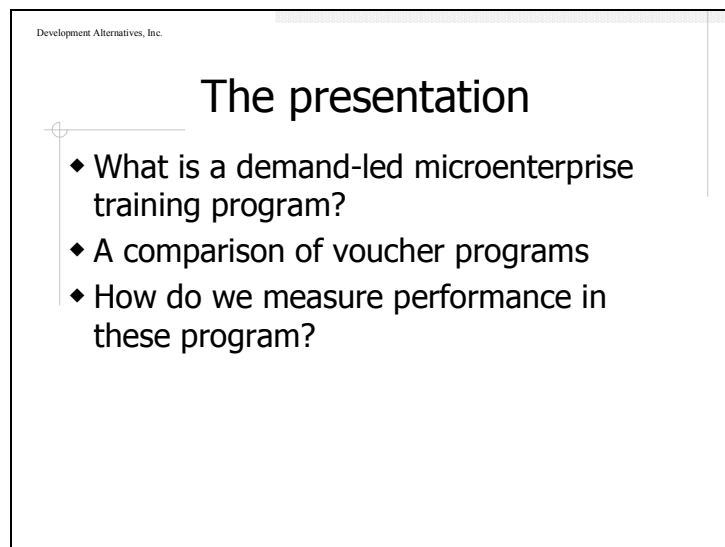 Development Alternatives, Inc.
The presentation
◆ What is a demand-led microenterprise
training program?
◆ A comparison of voucher programs
◆ How do we measure performance in
these program?